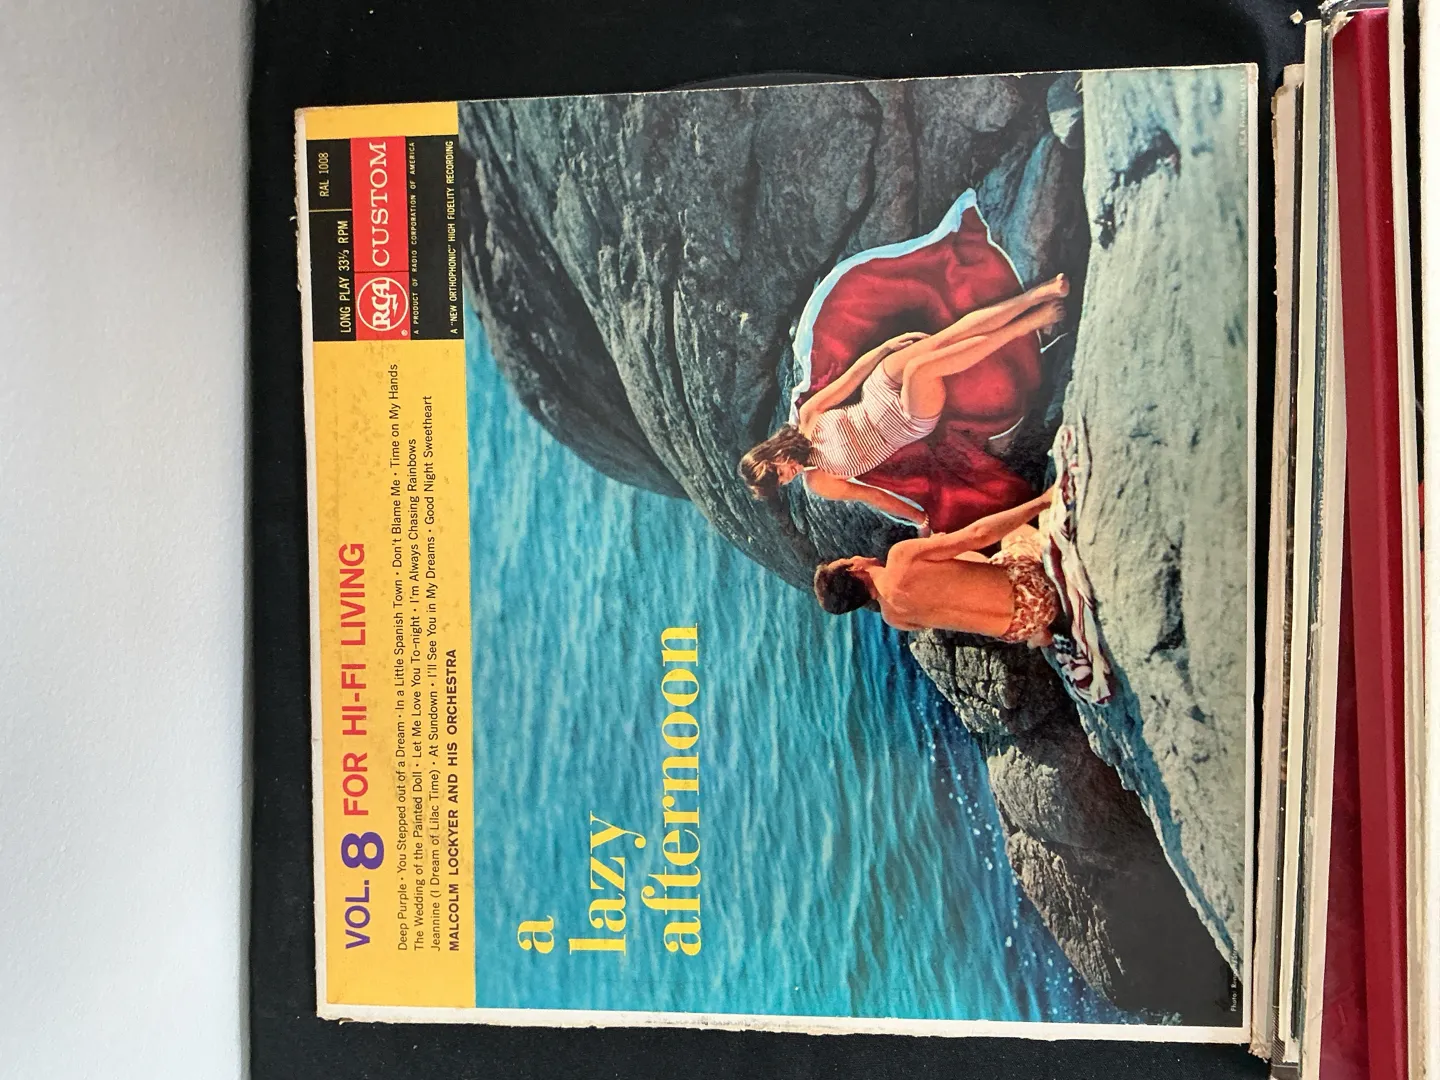 VOL. 8 FOR HI-FI LIVING
Deep Purple · You Stepped out of a Dream · In a Little Spanish Town · Don't Blame Me · Time on My Hands
The Wedding of the Painted Doll · Let Me Love You To-night · I'm Always Chasing Rainbows
Jeannine (I Dream of Lilac Time) · At Sundown · I'll See You in My Dreams · Good Night Sweetheart
MALCOLM LOCKYER AND HIS ORCHESTRA
LONG PLAY 33⅓ RPM
RAL 1008
RCA CUSTOM
®
A PRODUCT OF RADIO CORPORATION OF AMERICA
A "NEW ORTHOPHONIC" HIGH FIDELITY RECORDING
a
lazy
afternoon
Photo: